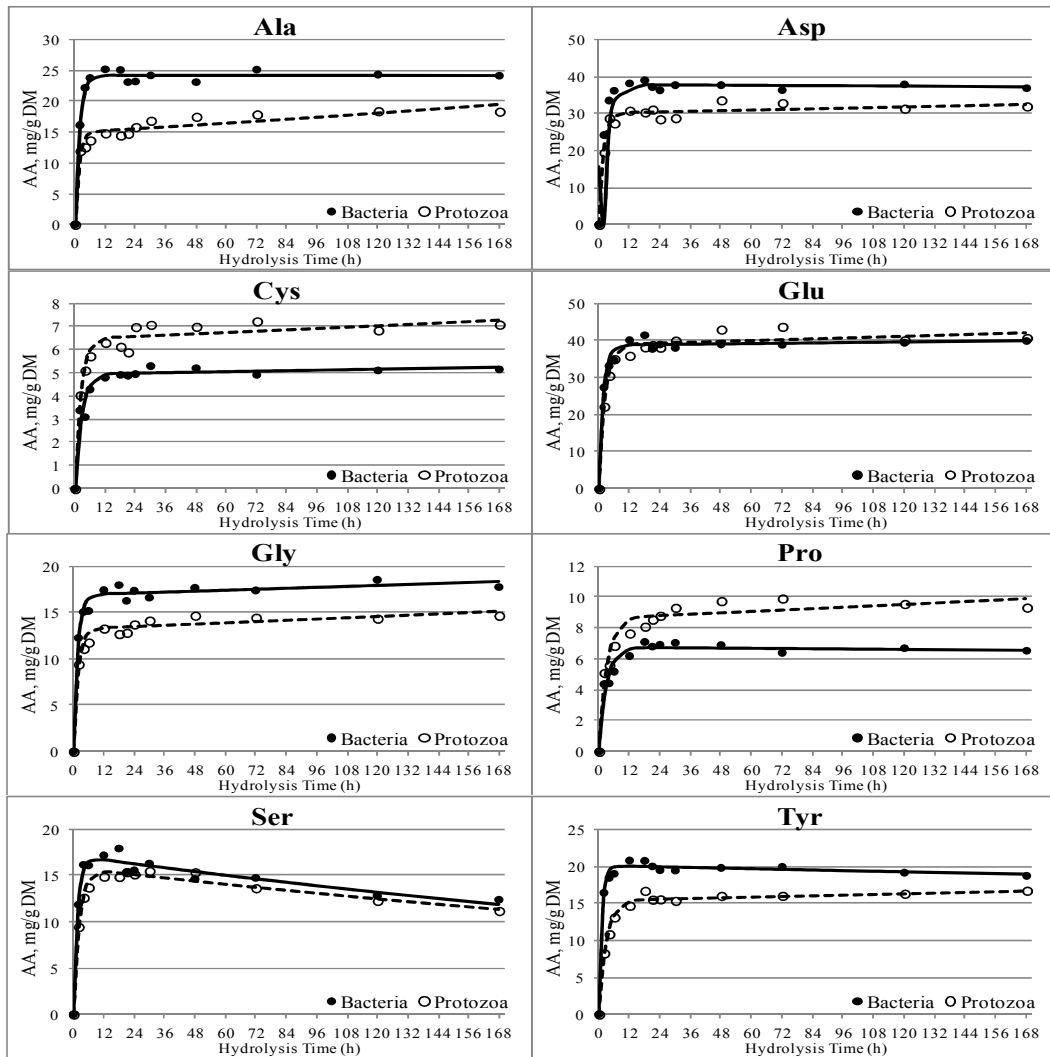 Ala
AA, mg/g DM
30
25
20
15
10
5
0
Bacteria Protozoa
0 12 24 36 48 60 72 84 96 108 120 132 144 156 168
Hydrolysis Time (h)
Asp
AA, mg/g DM
50
40
30
20
10
0
Bacteria Protozoa
0 12 24 36 48 60 72 84 96 108 120 132 144 156 168
Hydrolysis Time (h)
Cys
AA, mg/g DM
8
7
6
5
4
3
2
1
0
Bacteria Protozoa
0 12 24 36 48 60 72 84 96 108 120 132 144 156 168
Hydrolysis Time (h)
Glu
AA, mg/g DM
50
40
30
20
10
0
Bacteria Protozoa
0 12 24 36 48 60 72 84 96 108 120 132 144 156 168
Hydrolysis Time (h)
Gly
AA, mg/g DM
20
15
10
5
0
Bacteria Protozoa
0 12 24 36 48 60 72 84 96 108 120 132 144 156 168
Hydrolysis Time (h)
Pro
AA, mg/g DM
12
10
8
6
4
2
0
Bacteria Protozoa
0 12 24 36 48 60 72 84 96 108 120 132 144 156 168
Hydrolysis Time (h)
Ser
AA, mg/g DM
20
15
10
5
0
Bacteria Protozoa
0 12 24 36 48 60 72 84 96 108 120 132 144 156 168
Hydrolysis Time (h)
Tyr
AA, mg/g DM
25
20
15
10
5
0
Bacteria Protozoa
0 12 24 36 48 60 72 84 96 108 120 132 144 156 168
Hydrolysis Time (h)